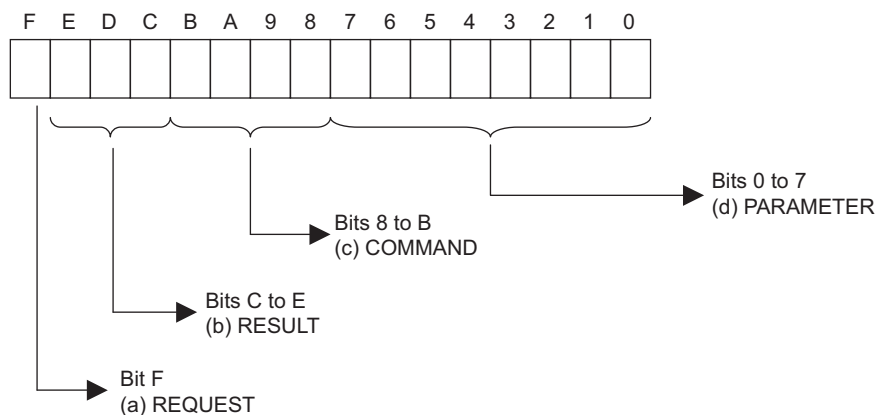 F E D C B A 9 8 7 6 5 4 3 2 1 0
Bits 0 to 7
(d) PARAMETER
Bits 8 to B
(c) COMMAND
Bits C to E
(b) RESULT
Bit F
(a) REQUEST